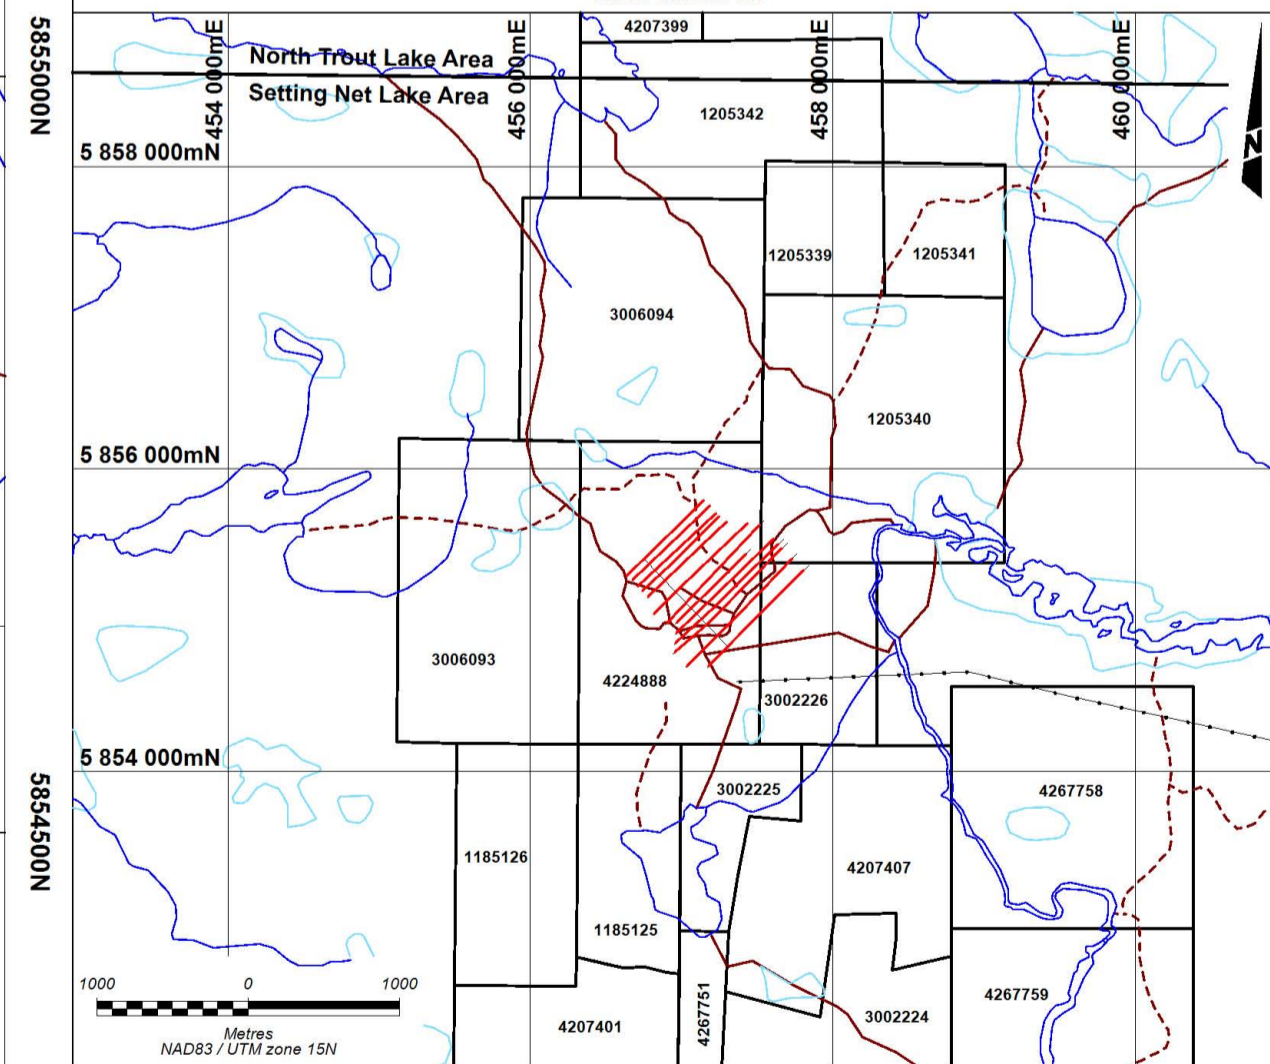 4207399
North Trout Lake Area
Setting Net Lake Area
454 000mE
456 000mE
458 000mE
460 000mE
5855000N
N
1205342
5 858 000mN
1205339
1205341
3006094
1205340
5 856 000mN
3006093
4224888
3002226
5 854 000mN
5854500N
3002225
4267758
1185126
4207407
1185125
4267751
4267759
3002224
4207401
1000 0 1000
Metres
NAD83 / UTM zone 15N